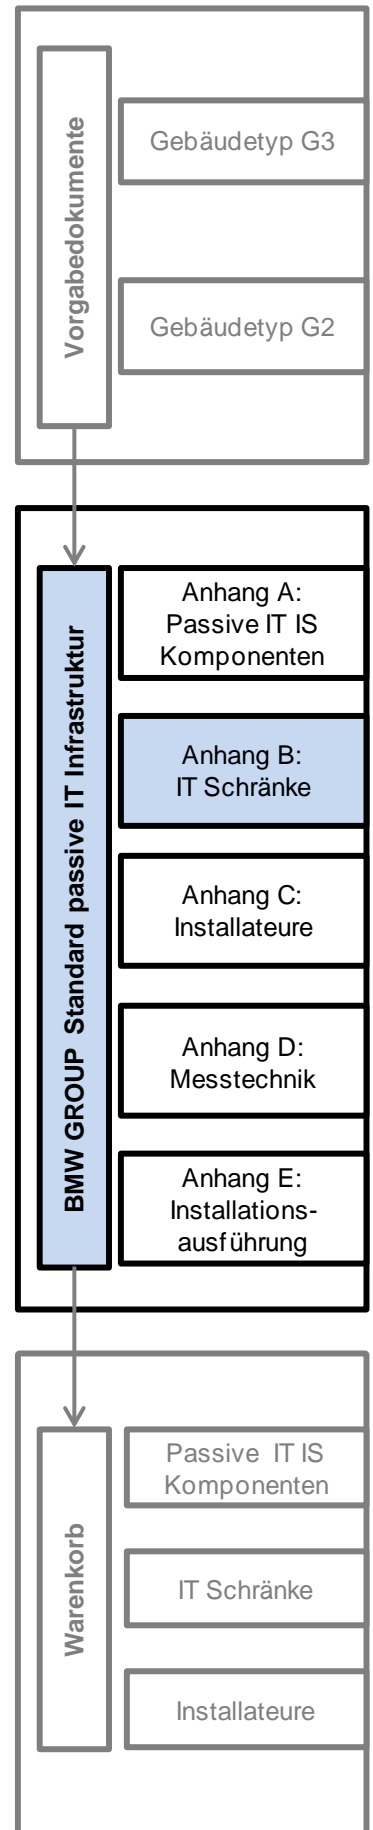 Vorgabedokumente
Gebäudetyp G3
Gebäudetyp G2
BMW GROUP Standard passive IT Infrastruktur
Anhang A:
Passive IT IS
Komponenten
Anhang B:
IT Schränke
Anhang C:
Installateure
Anhang D:
Messtechnik
Anhang E:
Installations-
ausführung
Warenkorb
Passive IT IS
Komponenten
IT Schränke
Installateure